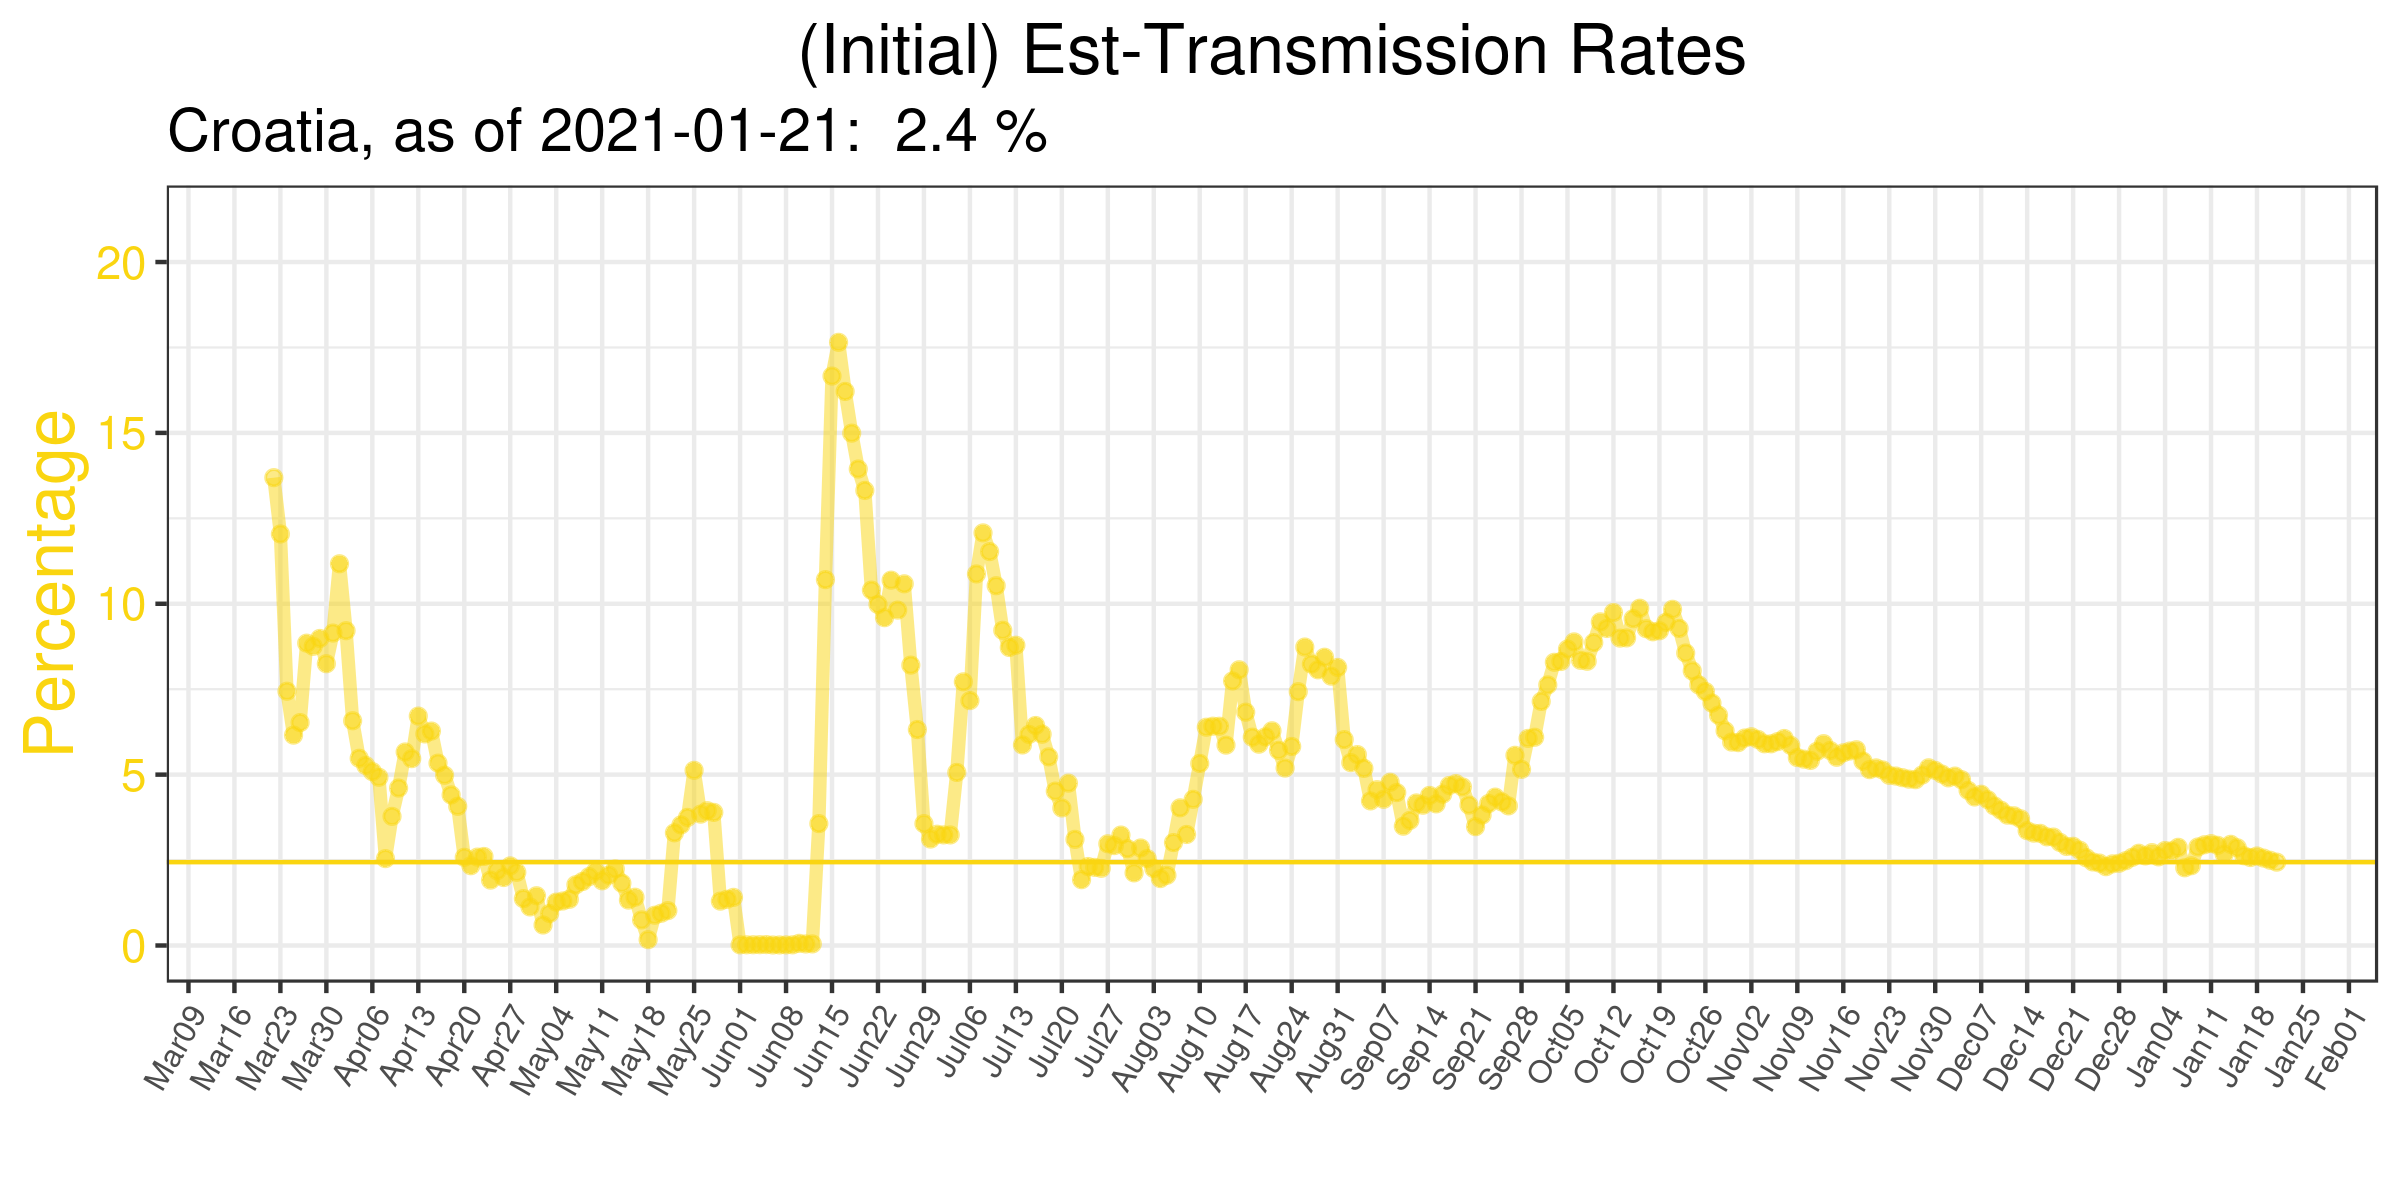 (Initial) Est-Transmission Rates
Croatia, as of 2021-01-21:  2.4 %
Percentage
20
15
10
5
0
Mar09
Mar16
Mar23
Mar30
Apr06
Apr13
Apr20
Apr27
May04
May11
May18
May25
Jun01
Jun08
Jun15
Jun22
Jun29
Jul06
Jul13
Jul20
Jul27
Aug03
Aug10
Aug17
Aug24
Aug31
Sep07
Sep14
Sep21
Sep28
Oct05
Oct12
Oct19
Oct26
Nov02
Nov09
Nov16
Nov23
Nov30
Dec07
Dec14
Dec21
Dec28
Jan04
Jan11
Jan18
Jan25
Feb01